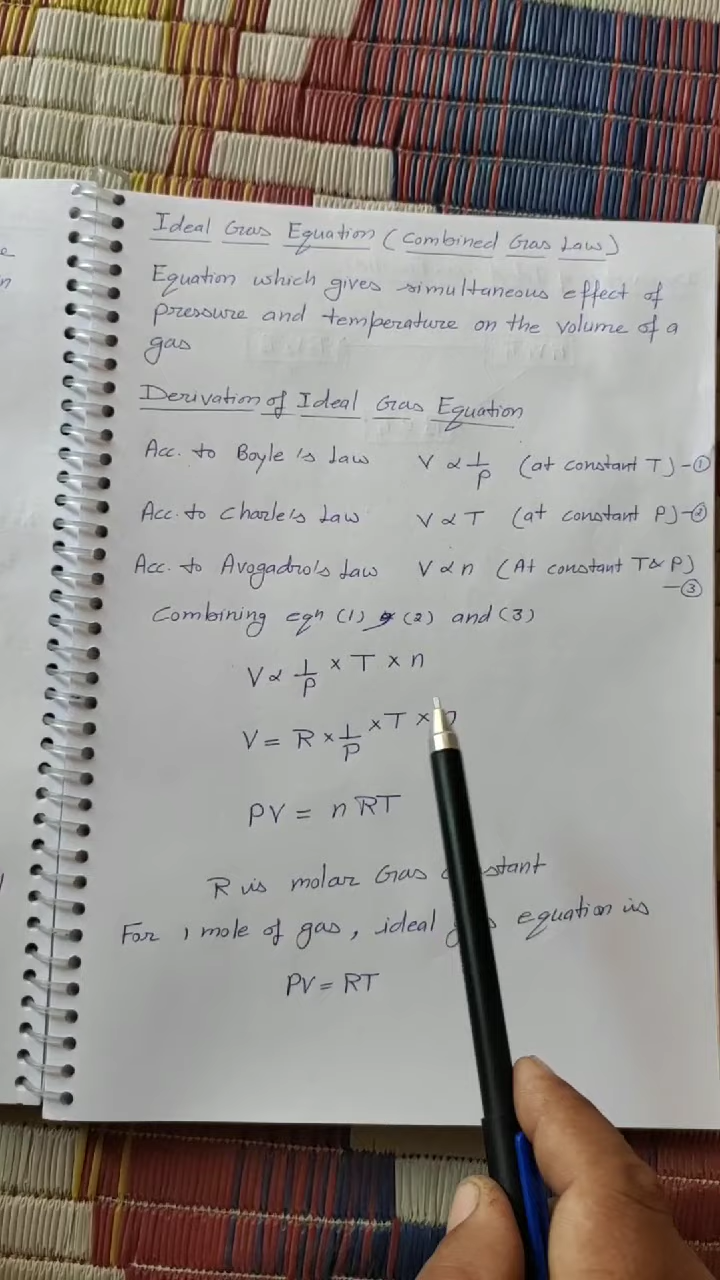 Ideal Gas Equation (Combined Gas Law)
Equation which gives simultaneous effect of
pressure and temperature on the volume of a
gas
Derivation of Ideal Gas Equation
Acc. to Boyle's Law V ∝ 1/P (at constant T) - ①
Acc. to Charle's Law V ∝ T (at constant P) - ②
Acc. to Avogadro's Law V ∝ n (At constant T & P)
- ③
Combining eqn (1), (2) and (3)
V ∝ 1/P × T × n
V = R × 1/P × T ×
PV = nRT
R is molar Gas
For 1 mole of gas, ideal equation is
PV = RT